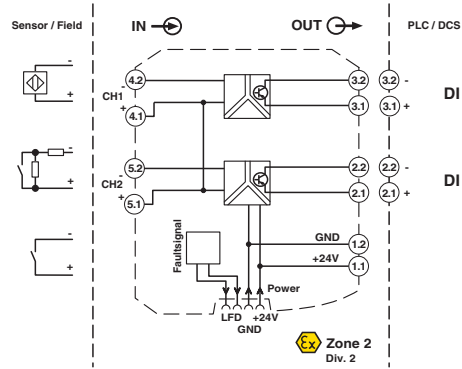 Sensor / Field
IN
OUT
PLC / DCS
-
+
4.2
-
CH1
+
4.1
3.2
3.2 -
3.1
3.1 +
DI
-
+
5.2
CH2 -
+
5.1
2.2
2.2 -
2.1
2.1 +
DI
-
+
Faultsignal
GND
1.2
+24V
1.1
Power
LFD
+24V
GND
Ex
Zone 2
Div. 2